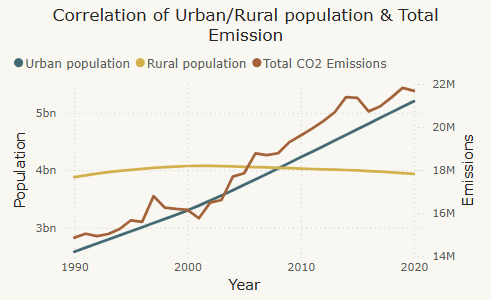 Correlation of Urban/Rural population & Total
Emission
Urban population Rural population Total CO2 Emissions
22M
5bn
20M
4bn
18M
16M
3bn
14M
Population
Emissions
1990 2000 2010 2020
Year